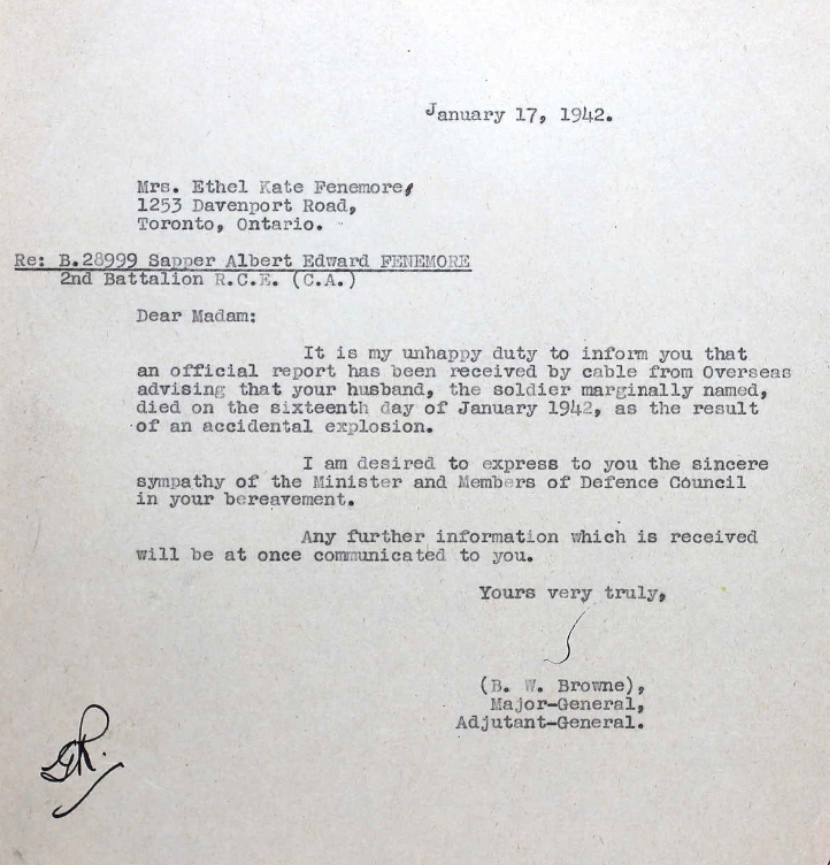 January 17, 1942.
Mrs. Ethel Kate Fenemore,
1253 Davenport Road,
Toronto, Ontario.
Re: B.28999 Sapper Albert Edward FENEMORE
2nd Battalion R.C.E. (C.A.)
Dear Madam:
It is my unhappy duty to inform you that
an official report has been received by cable from Overseas
advising that your husband, the soldier marginally named,
died on the sixteenth day of January 1942, as the result
of an accidental explosion.
I am desired to express to you the sincere
sympathy of the Minister and Members of Defence Council
in your bereavement.
Any further information which is received
will be at once communicated to you.
Yours very truly,
(B. W. Browne),
Major-General,
Adjutant-General.